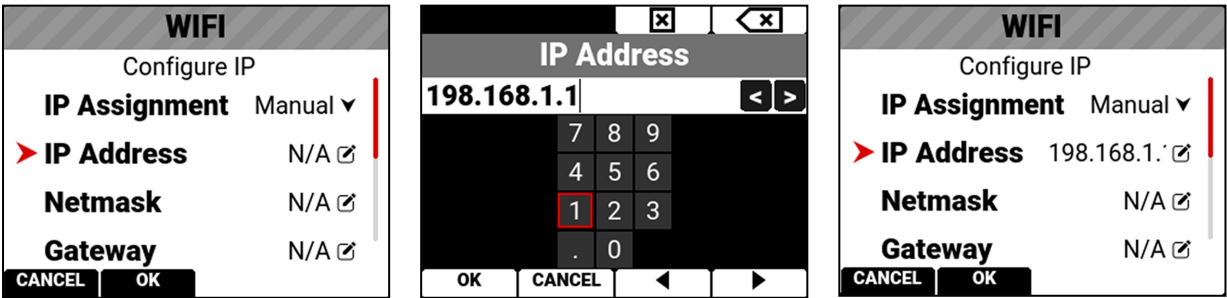 WIFI
Configure IP
IP Assignment Manual
IP Address N/A
Netmask N/A
Gateway N/A
CANCEL OK
IP Address
198.168.1.1
< >
7 8 9
4 5 6
1 2 3
. 0
OK CANCEL
WIFI
Configure IP
IP Assignment Manual
IP Address 198.168.1.
Netmask N/A
Gateway N/A
CANCEL OK